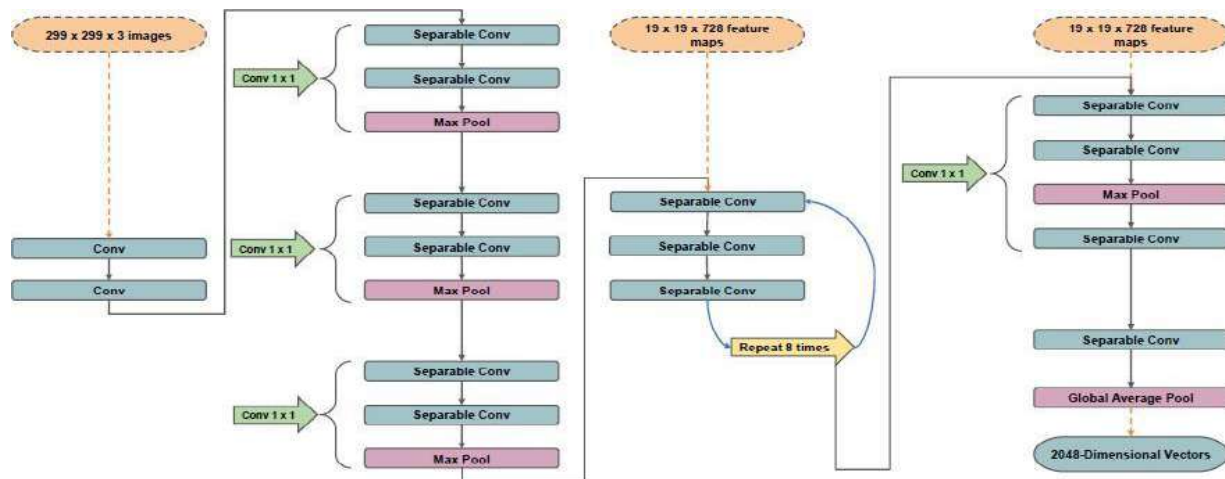 299 x 299 x 3 images
Conv
Conv
Separable Conv
Conv 1 x 1
Separable Conv
Max Pool
Separable Conv
Conv 1 x 1
Separable Conv
Max Pool
Separable Conv
Conv 1 x 1
Separable Conv
Max Pool
19 x 19 x 728 feature
maps
Separable Conv
Separable Conv
Separable Conv
Repeat 8 times
19 x 19 x 728 feature
maps
Separable Conv
Separable Conv
Conv 1 x 1
Max Pool
Separable Conv
Separable Conv
Global Average Pool
2048-Dimensional Vectors